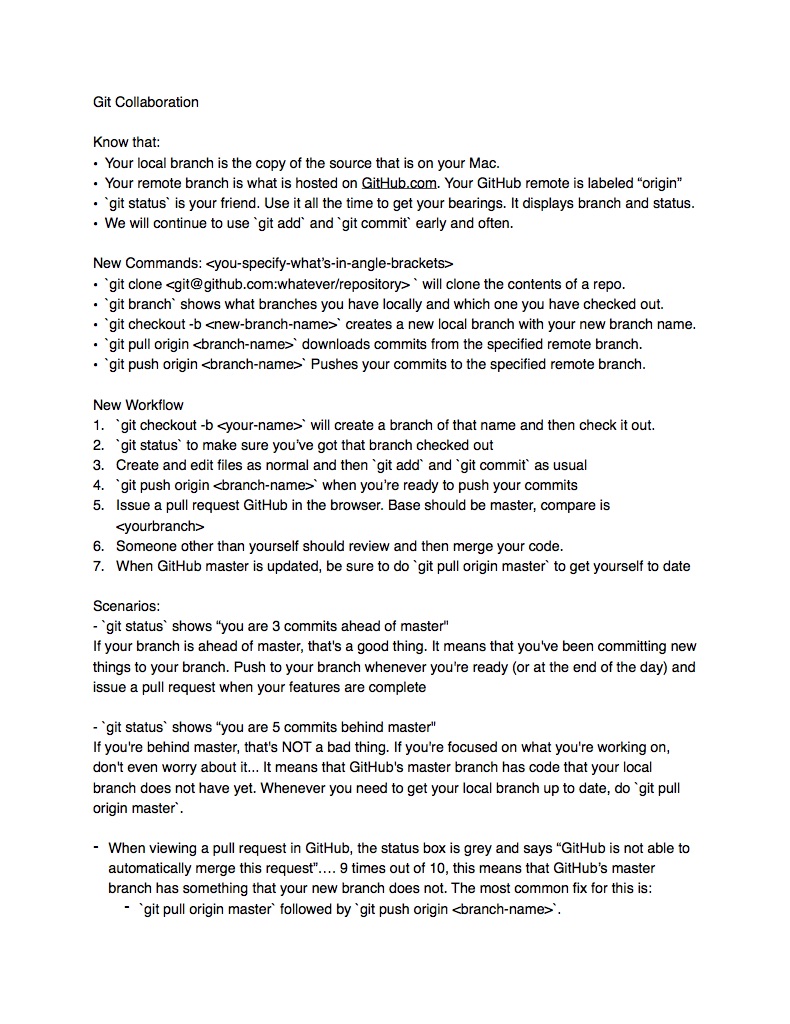 Git Collaboration
Know that:
• Your local branch is the copy of the source that is on your Mac.
• Your remote branch is what is hosted on GitHub.com. Your GitHub remote is labeled “origin”
• `git status` is your friend. Use it all the time to get your bearings. It displays branch and status.
• We will continue to use `git add` and `git commit` early and often.
New Commands: <you-specify-what’s-in-angle-brackets>
• `git clone <git@github.com:whatever/repository> ` will clone the contents of a repo.
• `git branch` shows what branches you have locally and which one you have checked out.
• `git checkout -b <new-branch-name>` creates a new local branch with your new branch name.
• `git pull origin <branch-name>` downloads commits from the specified remote branch.
• `git push origin <branch-name>` Pushes your commits to the specified remote branch.
New Workflow
1. `git checkout -b <your-name>` will create a branch of that name and then check it out.
2. `git status` to make sure you’ve got that branch checked out
3. Create and edit files as normal and then `git add` and `git commit` as usual
4. `git push origin <branch-name>` when you’re ready to push your commits
5. Issue a pull request GitHub in the browser. Base should be master, compare is
<yourbranch>
6. Someone other than yourself should review and then merge your code.
7. When GitHub master is updated, be sure to do `git pull origin master` to get yourself to date
Scenarios:
- `git status` shows “you are 3 commits ahead of master"
If your branch is ahead of master, that's a good thing. It means that you've been committing new
things to your branch. Push to your branch whenever you're ready (or at the end of the day) and
issue a pull request when your features are complete
- `git status` shows “you are 5 commits behind master"
If you're behind master, that's NOT a bad thing. If you're focused on what you're working on,
don't even worry about it... It means that GitHub's master branch has code that your local
branch does not have yet. Whenever you need to get your local branch up to date, do `git pull
origin master`.
- When viewing a pull request in GitHub, the status box is grey and says “GitHub is not able to
automatically merge this request”…. 9 times out of 10, this means that GitHub’s master
branch has something that your new branch does not. The most common fix for this is:
- `git pull origin master` followed by `git push origin <branch-name>`.